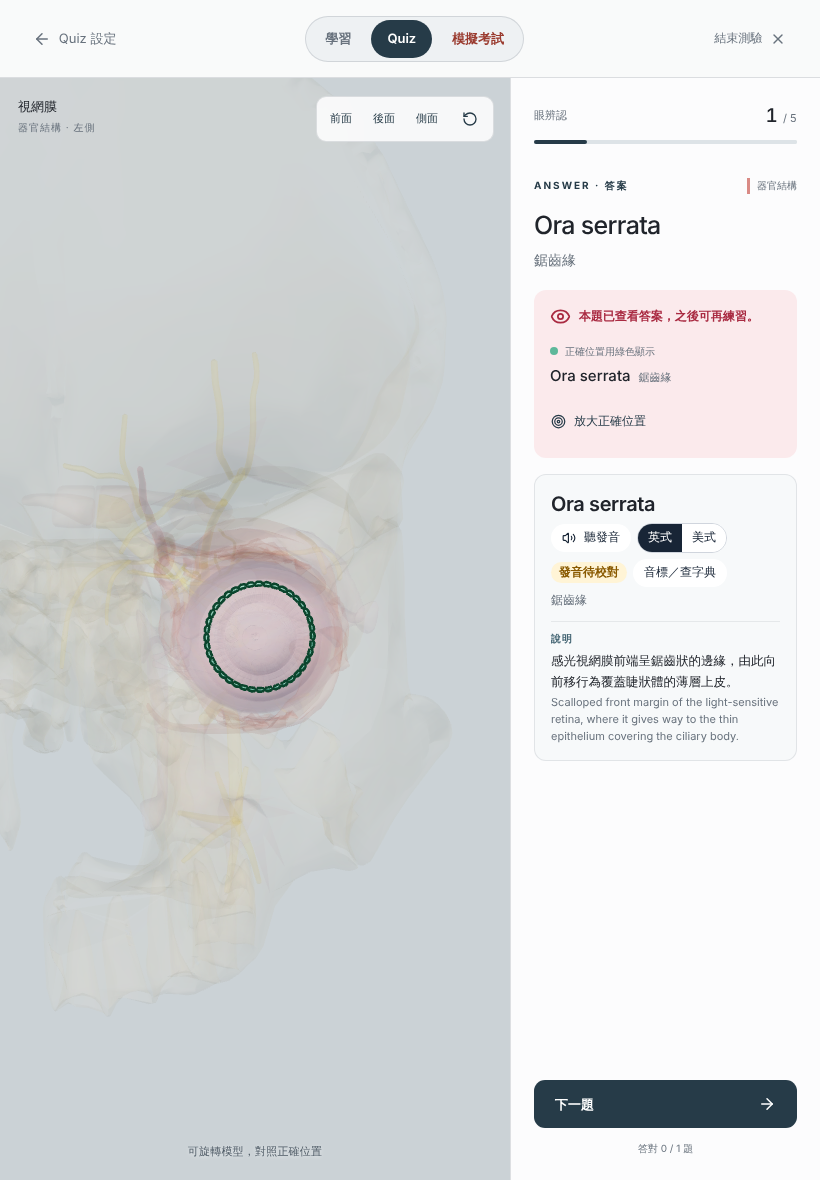 Quiz 設定
學習
Quiz
模擬考試
結束測驗
視網膜
器官結構 · 左側
前面
後面
側面
眼辨認
1 / 5
ANSWER · 答案
器官結構
Ora serrata
鋸齒緣
本題已查看答案，之後可再練習。
正確位置用綠色顯示
Ora serrata 鋸齒緣
放大正確位置
Ora serrata
聽發音
英式
美式
發音待校對
音標／查字典
鋸齒緣
說明
感光視網膜前端呈鋸齒狀的邊緣，由此向
前移行為覆蓋睫狀體的薄層上皮。
Scalloped front margin of the light-sensitive
retina, where it gives way to the thin
epithelium covering the ciliary body.
下一題
答對 0 / 1 題
可旋轉模型，對照正確位置